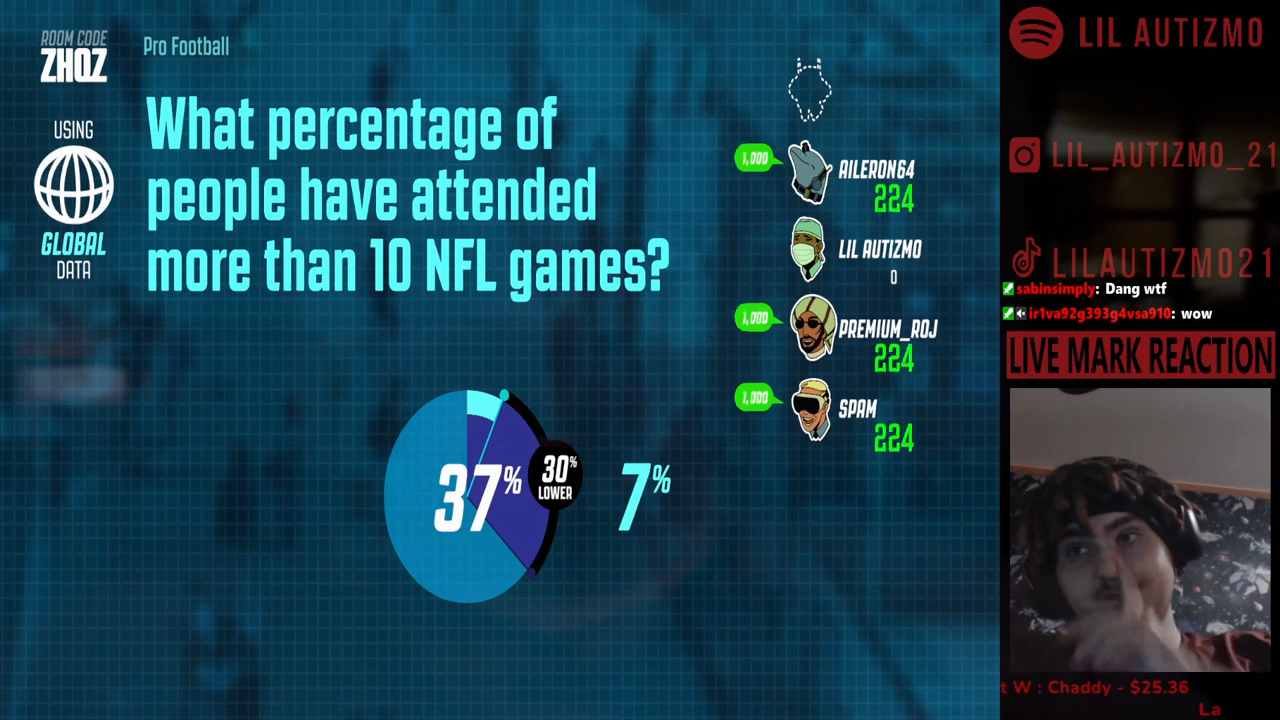 ROOM CODE
ZHQZ
Pro Football
USING
GLOBAL
DATA
What percentage of
people have attended
more than 10 NFL games?
1,000
AILERON64
224
LIL AUTIZMO
0
1,000
PREMIUM_ROJ
224
1,000
SPAM
224
37%
30%
LOWER
7%
LIL AUTIZMO
LIL_AUTIZMO_21
LILAUTIZMO21
sabinsimply: Dang wtf
ir1va92g393g4vsa910: wow
LIVE MARK REACTION
t W : Chaddy - $25.36
La